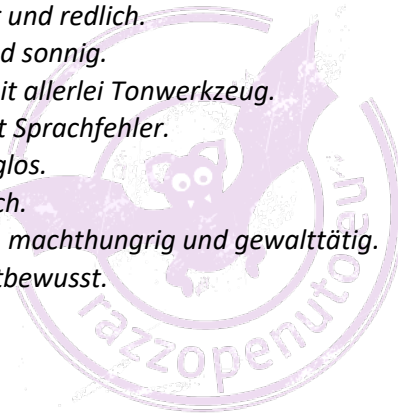 und redlich.
d sonnig.
it allerlei Tonwerkzeug.
t Sprachfehler.
glos.
ch.
machthungrig und gewalttätig.
tbewusst.
razzopenuto.eu